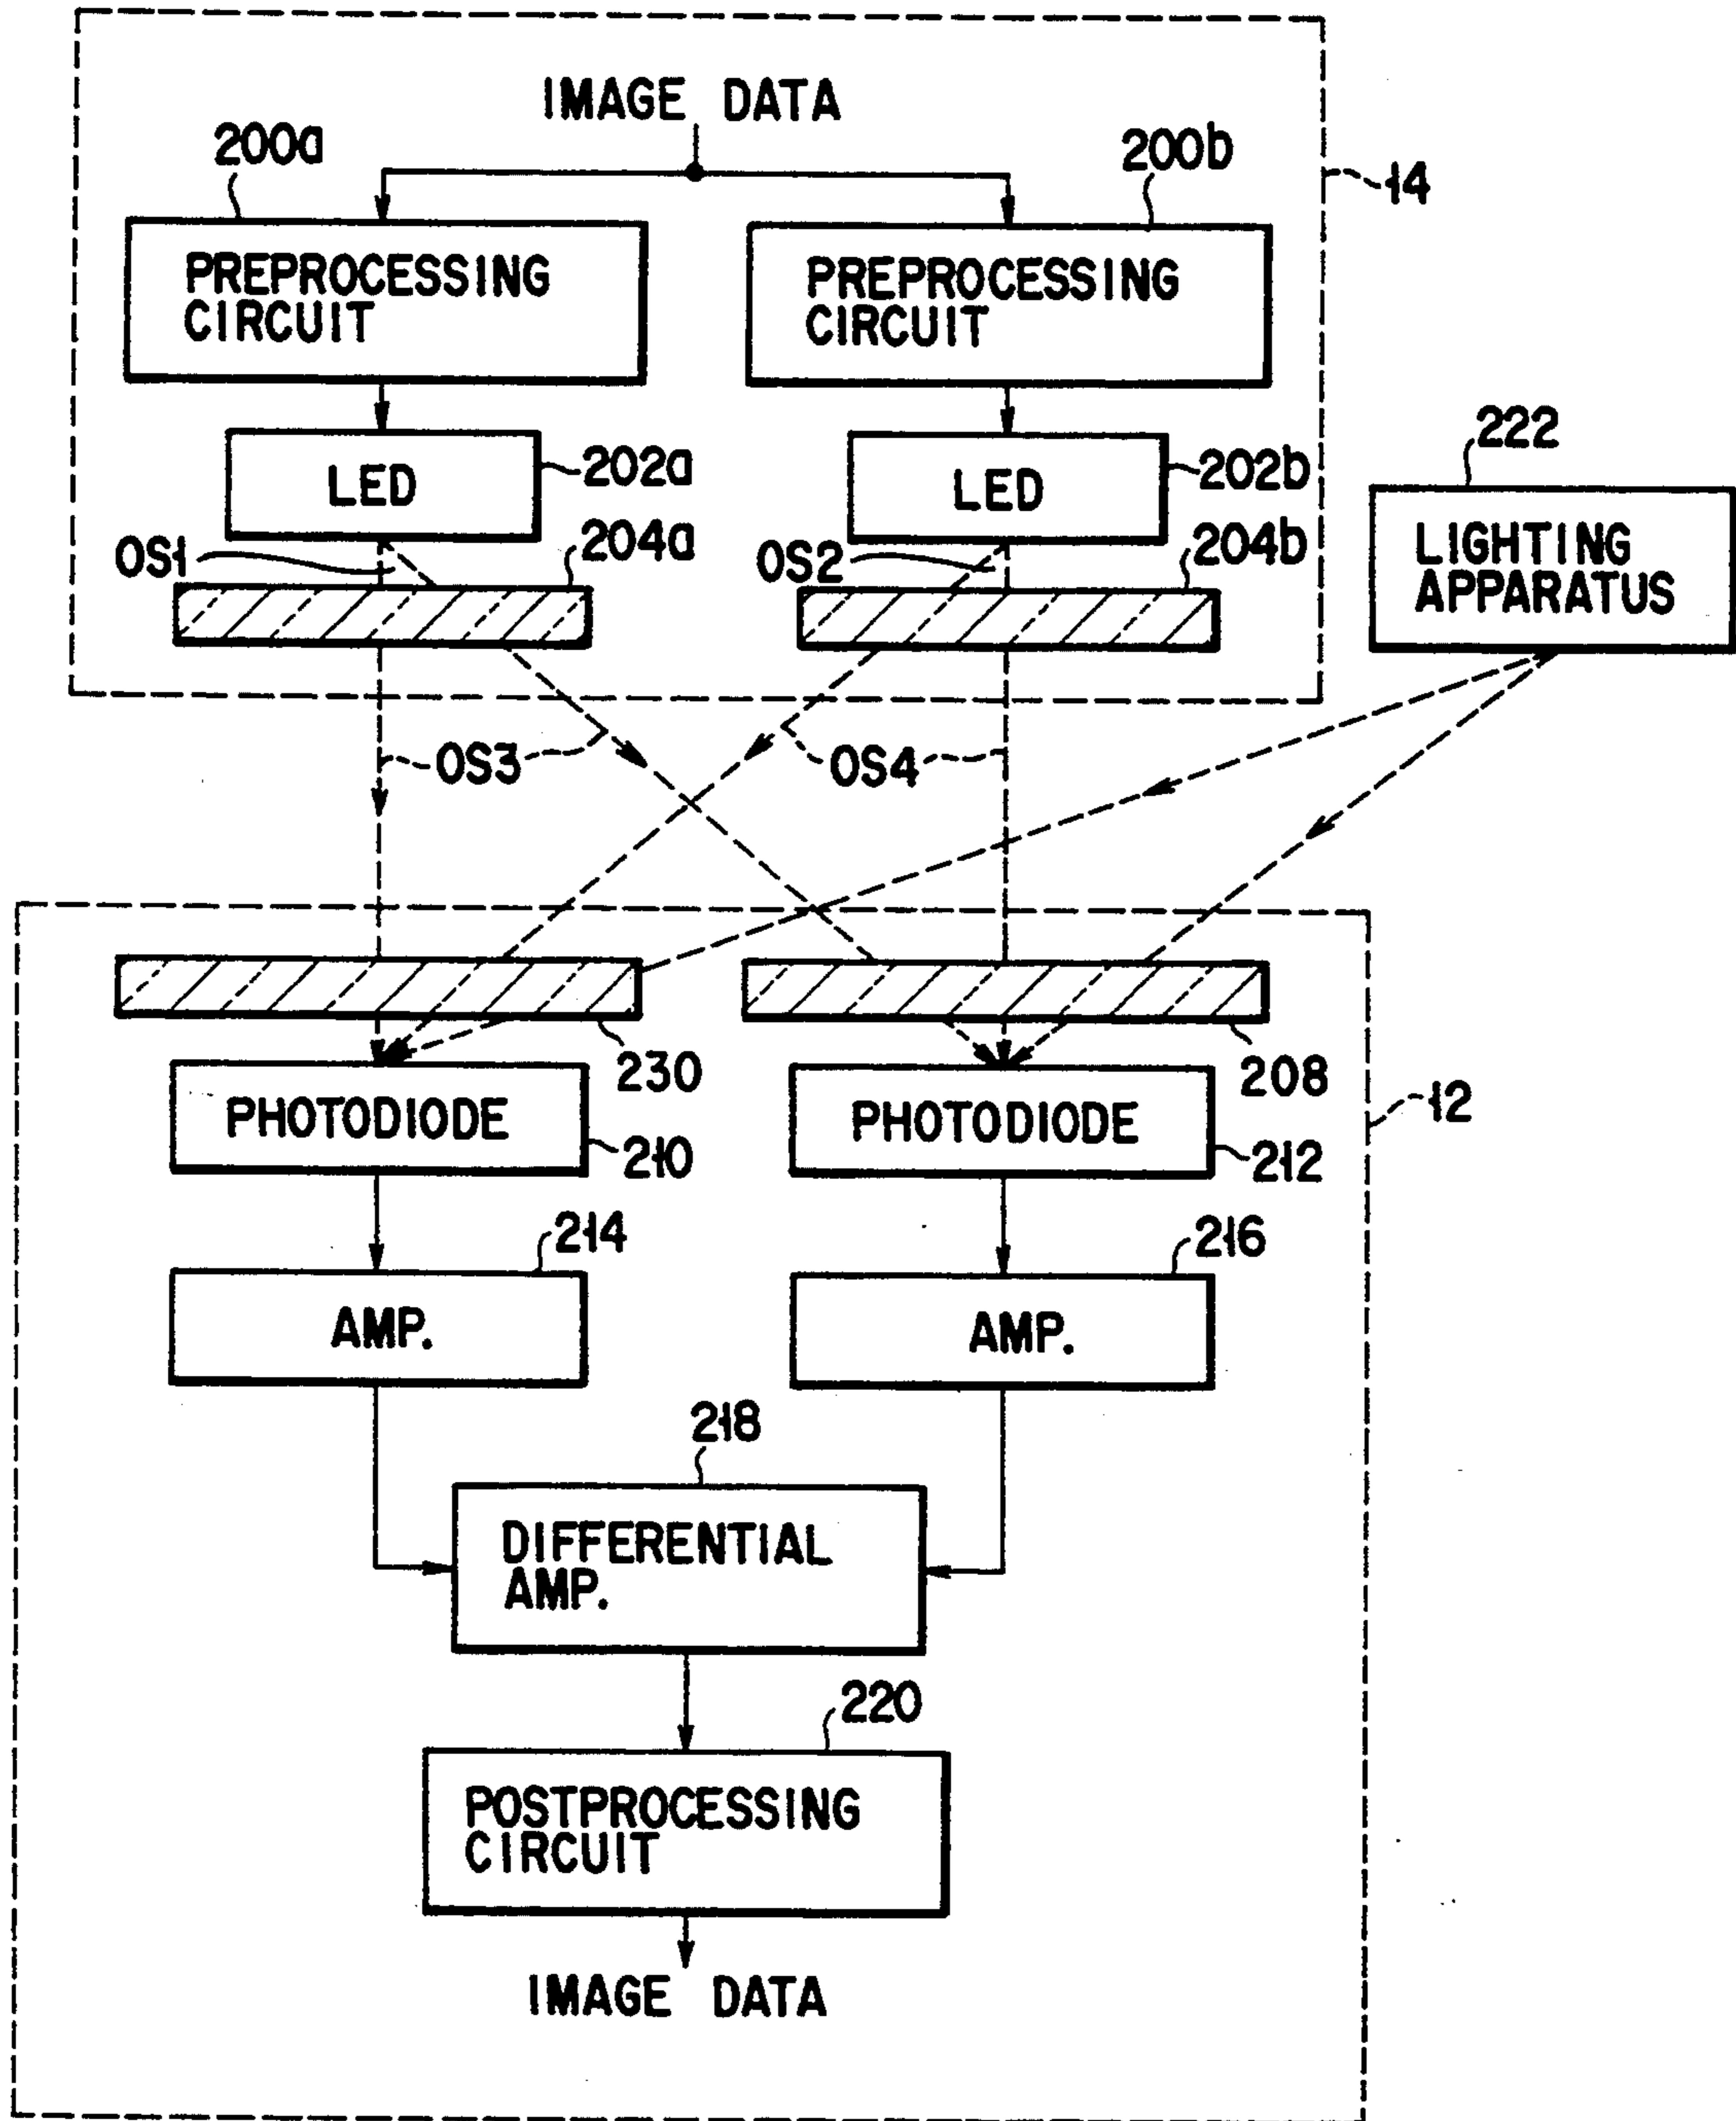 IMAGE DATA
200a
200b
14
PREPROCESSING
CIRCUIT
PREPROCESSING
CIRCUIT
222
LED
202a
LED
202b
LIGHTING
APPARATUS
OS1
204a
OS2
204b
OS3
OS4
230
208
12
PHOTODIODE
210
PHOTODIODE
212
214
216
AMP.
AMP.
218
DIFFERENTIAL
AMP.
220
POSTPROCESSING
CIRCUIT
IMAGE DATA